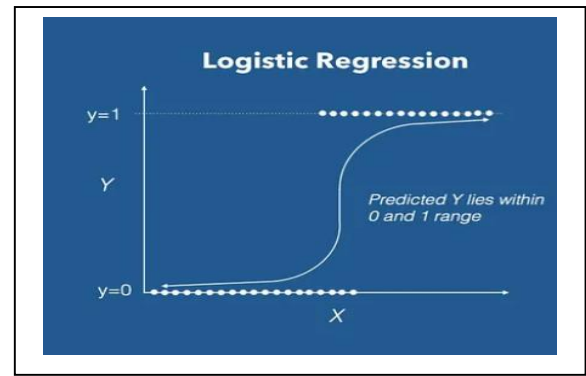 Logistic Regression
y=1
Y
Predicted Y lies within
0 and 1 range
y=0
X